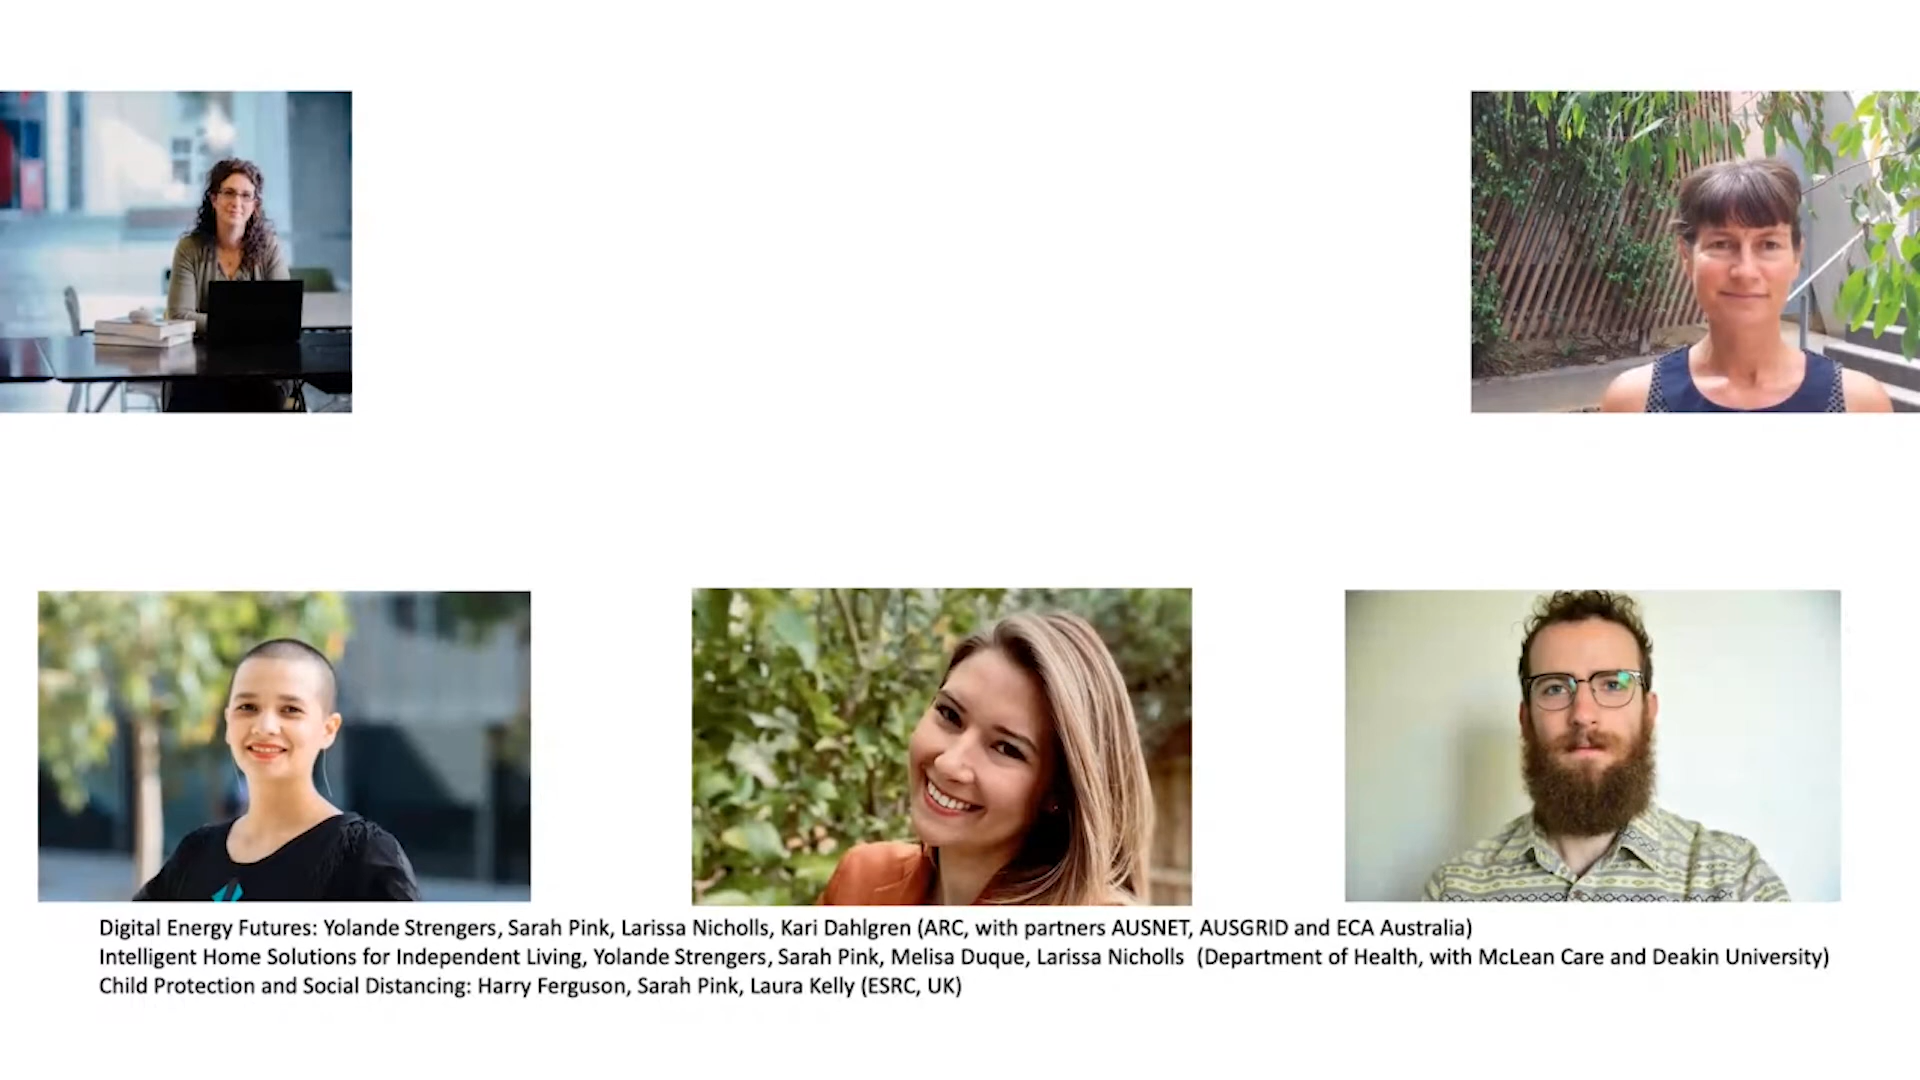 Digital Energy Futures: Yolande Strengers, Sarah Pink, Larissa Nicholls, Kari Dahlgren (ARC, with partners AUSNET, AUSGRID and ECA Australia)
Intelligent Home Solutions for Independent Living, Yolande Strengers, Sarah Pink, Melisa Duque, Larissa Nicholls (Department of Health, with McLean Care and Deakin University)
Child Protection and Social Distancing: Harry Ferguson, Sarah Pink, Laura Kelly (ESRC, UK)